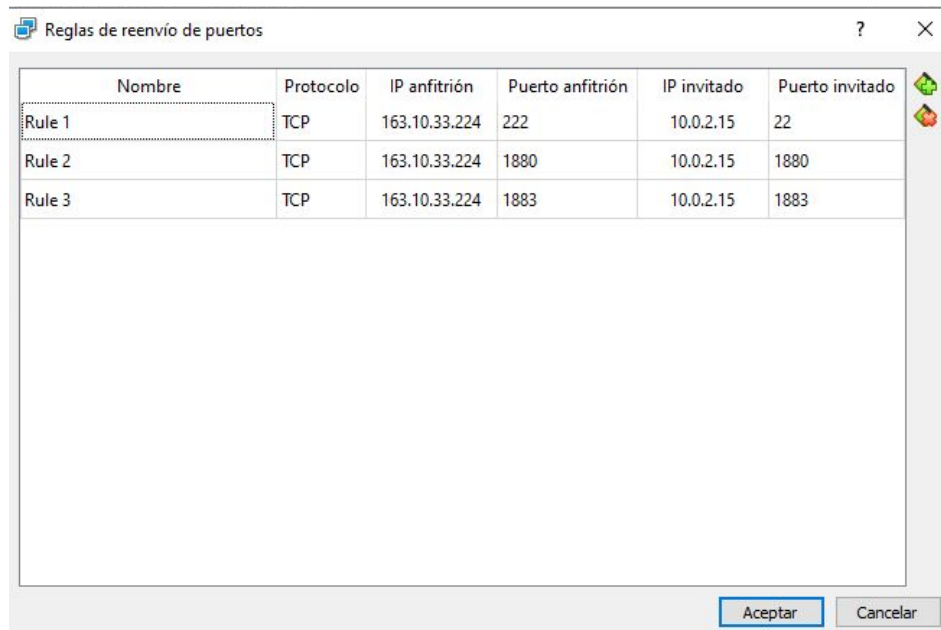 Reglas de reenvío de puertos ?
Nombre Protocolo IP anfitrión Puerto anfitrión IP invitado Puerto invitado
Rule 1 TCP 163.10.33.224 222 10.0.2.15 22
Rule 2 TCP 163.10.33.224 1880 10.0.2.15 1880
Rule 3 TCP 163.10.33.224 1883 10.0.2.15 1883
Aceptar Cancelar